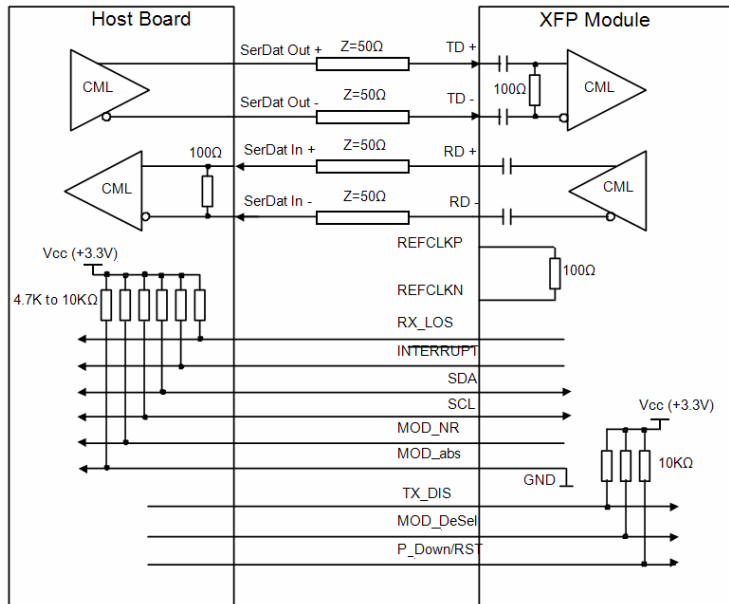 Host Board
XFP Module
SerDat Out +
Z=50Ω
TD +
CML
100Ω
CML
SerDat Out -
Z=50Ω
TD -
100Ω
SerDat In +
Z=50Ω
RD +
CML
CML
SerDat In -
Z=50Ω
RD -
REFCLKP
Vcc (+3.3V)
100Ω
REFCLKN
4.7K to 10KΩ
RX_LOS
INTERRUPT
SDA
SCL
Vcc (+3.3V)
MOD_NR
MOD_abs
10KΩ
GND
TX_DIS
MOD_DeSel
P_Down/RST